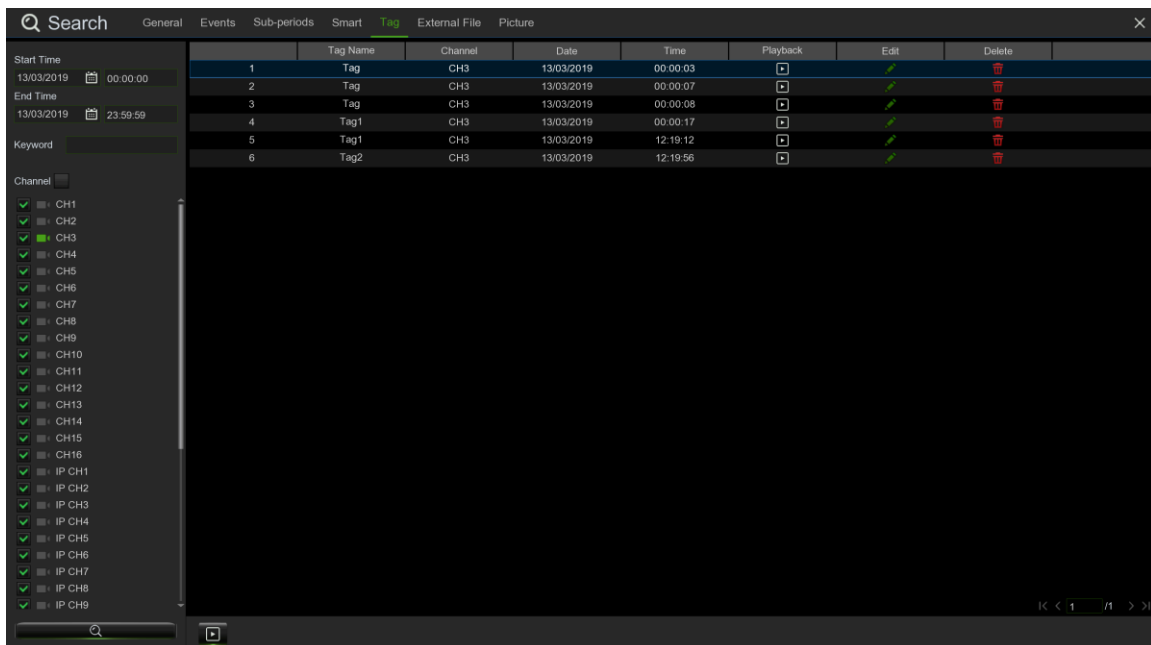 Search General Events Sub-periods Smart Tag External File Picture
Start Time
13/03/2019 00:00:00
End Time
13/03/2019 23:59:59
Keyword
Channel
CH1
CH2
CH3
CH4
CH5
CH6
CH7
CH8
CH9
CH10
CH11
CH12
CH13
CH14
CH15
CH16
IP CH1
IP CH2
IP CH3
IP CH4
IP CH5
IP CH6
IP CH7
IP CH8
IP CH9
Tag Name Channel Date Time Playback Edit Delete
1 Tag CH3 13/03/2019 00:00:03
2 Tag CH3 13/03/2019 00:00:07
3 Tag CH3 13/03/2019 00:00:08
4 Tag1 CH3 13/03/2019 00:00:17
5 Tag1 CH3 13/03/2019 12:19:12
6 Tag2 CH3 13/03/2019 12:19:56
1 /1